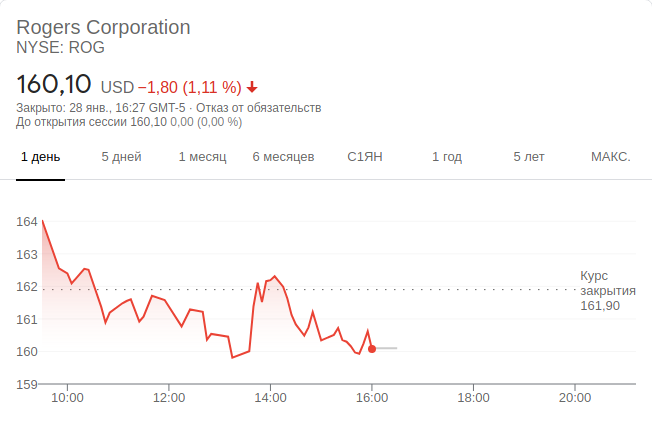 Rogers Corporation
NYSE: ROG
160,10 USD −1,80 (1,11 %)
Закрыто: 28 янв., 16:27 GMT-5 · Отказ от обязательств
До открытия сессии 160,10 0,00 (0,00 %)
1 день 5 дней 1 месяц 6 месяцев С1ЯН 1 год 5 лет МАКС.
164
163
162
161
160
159
Курс
закрытия
161,90
10:00 12:00 14:00 16:00 18:00 20:00